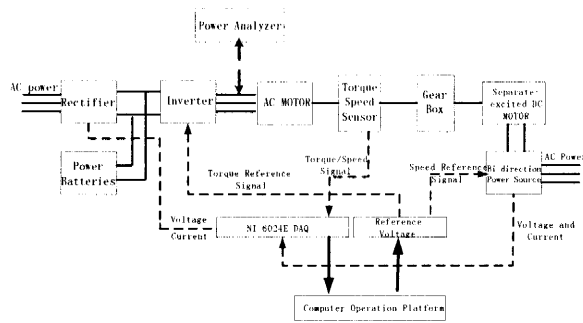 Power Analyzer
AC power
Rectifier
Inverter
AC MOTOR
Torque
Speed
Sensor
Gear
Box
Separate-
excited DC
MOTOR
Power
Batteries
Torque Reference
Signal
Torque/Speed
Signal
Speed Reference
Signal
Bi direction
Power Source
AC Power
Voltage
Current
NI 6024E DAQ
Reference
Voltage
Voltage and
Current
Computer Operation Platform